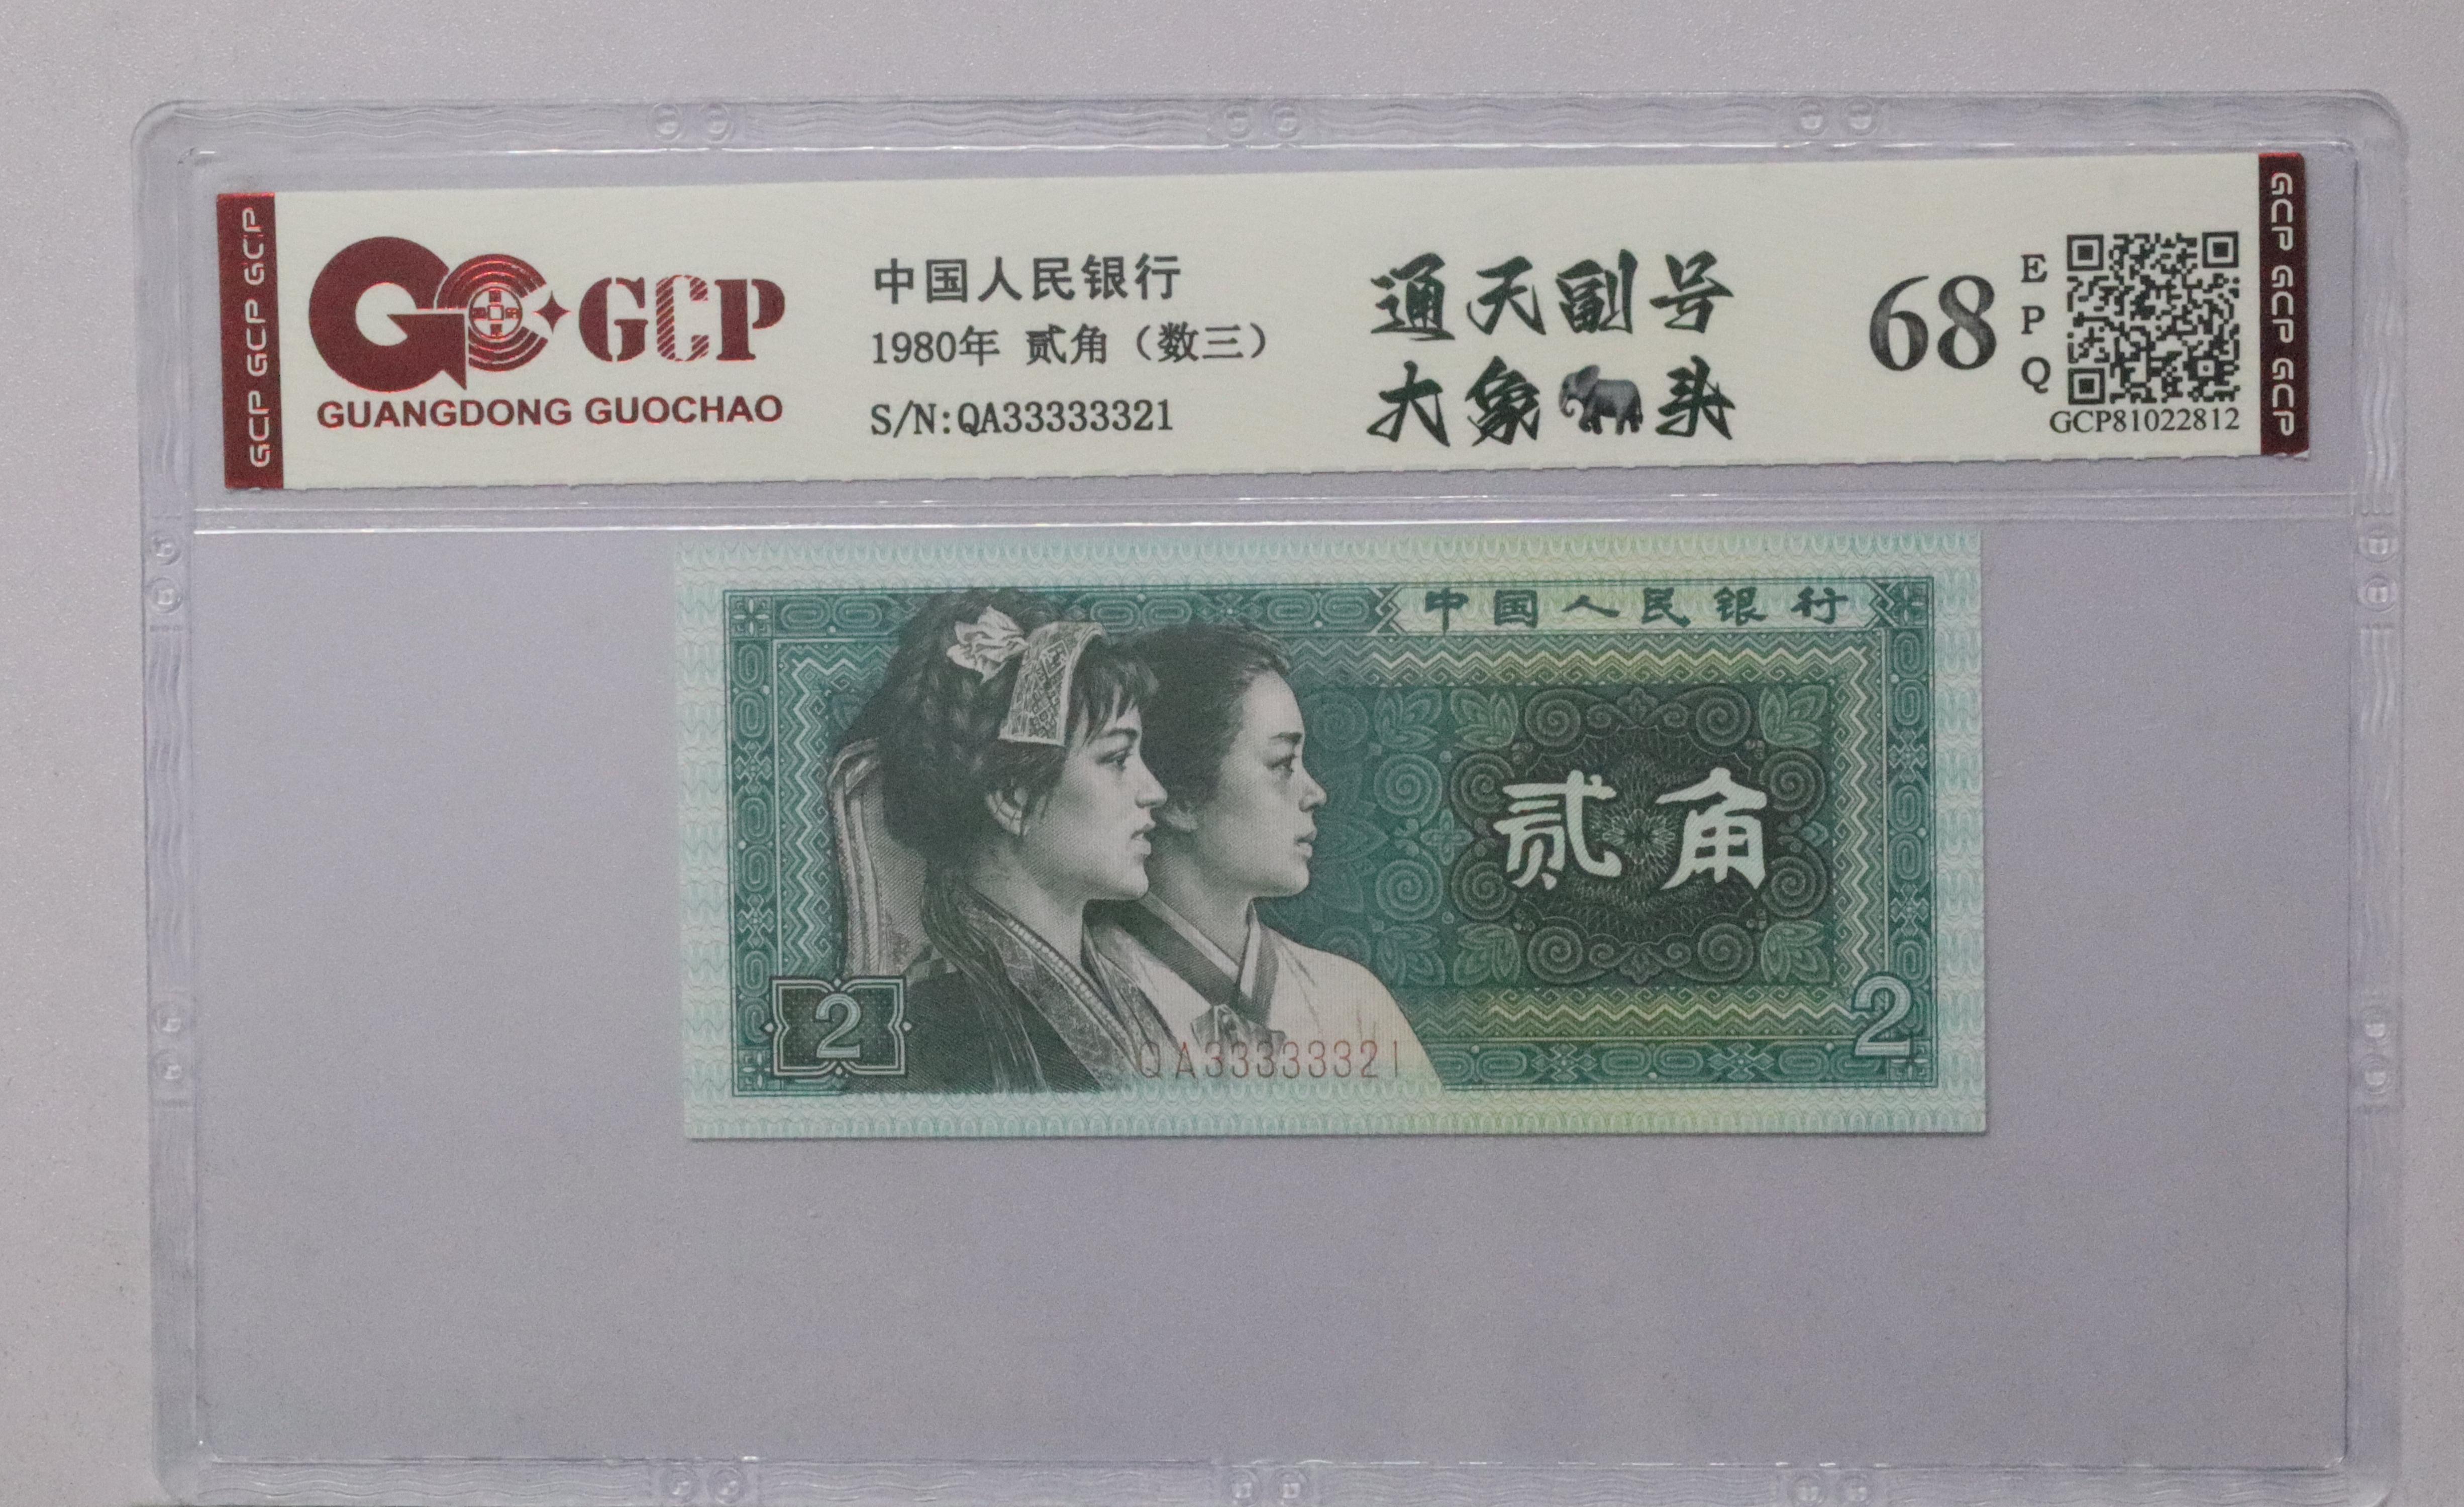 GCP GCP GCP
GCP
GUANGDONG GUOCHAO
中国人民银行
1980年 贰角（数三）
S/N:QA33333321
通天副号
大象头
68
E
P
Q
GCP81022812
GCP GCP GCP
中国人民银行
贰角
2
QA33333321
2